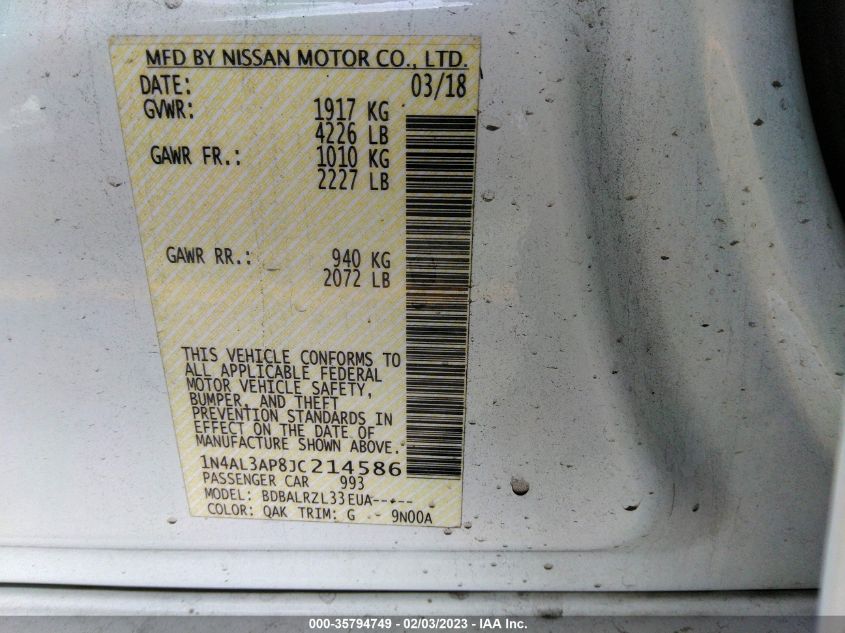 MFD BY NISSAN MOTOR CO., LTD.
DATE: 03/18
GVWR: 1917 KG
4226 LB
GAWR FR.: 1010 KG
2227 LB
GAWR RR.: 940 KG
2072 LB
THIS VEHICLE CONFORMS TO
ALL APPLICABLE FEDERAL
MOTOR VEHICLE SAFETY,
BUMPER, AND THEFT
PREVENTION STANDARDS IN
EFFECT ON THE DATE OF
MANUFACTURE SHOWN ABOVE.
1N4AL3AP8JC214586
PASSENGER CAR 993
MODEL: BDBALRZL33EUA-----
COLOR: QAK TRIM: G -- 9N00A
000-35794749 - 02/03/2023 - IAA Inc.